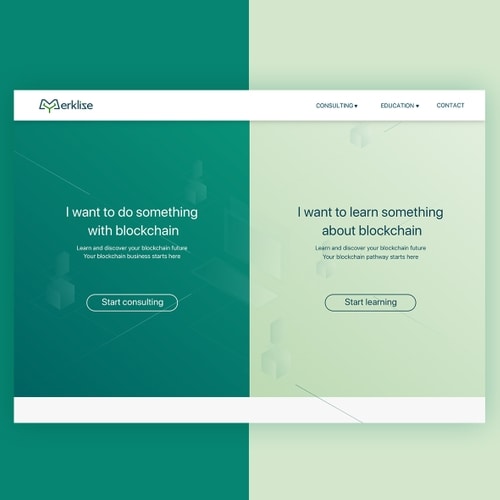 Merklize
CONSULTING ▾ EDUCATION ▾ CONTACT
I want to do something
with blockchain
Learn and discover your blockchain future
Your blockchain business starts here
Start consulting
I want to learn something
about blockchain
Learn and discover your blockchain future
Your blockchain pathway starts here
Start learning